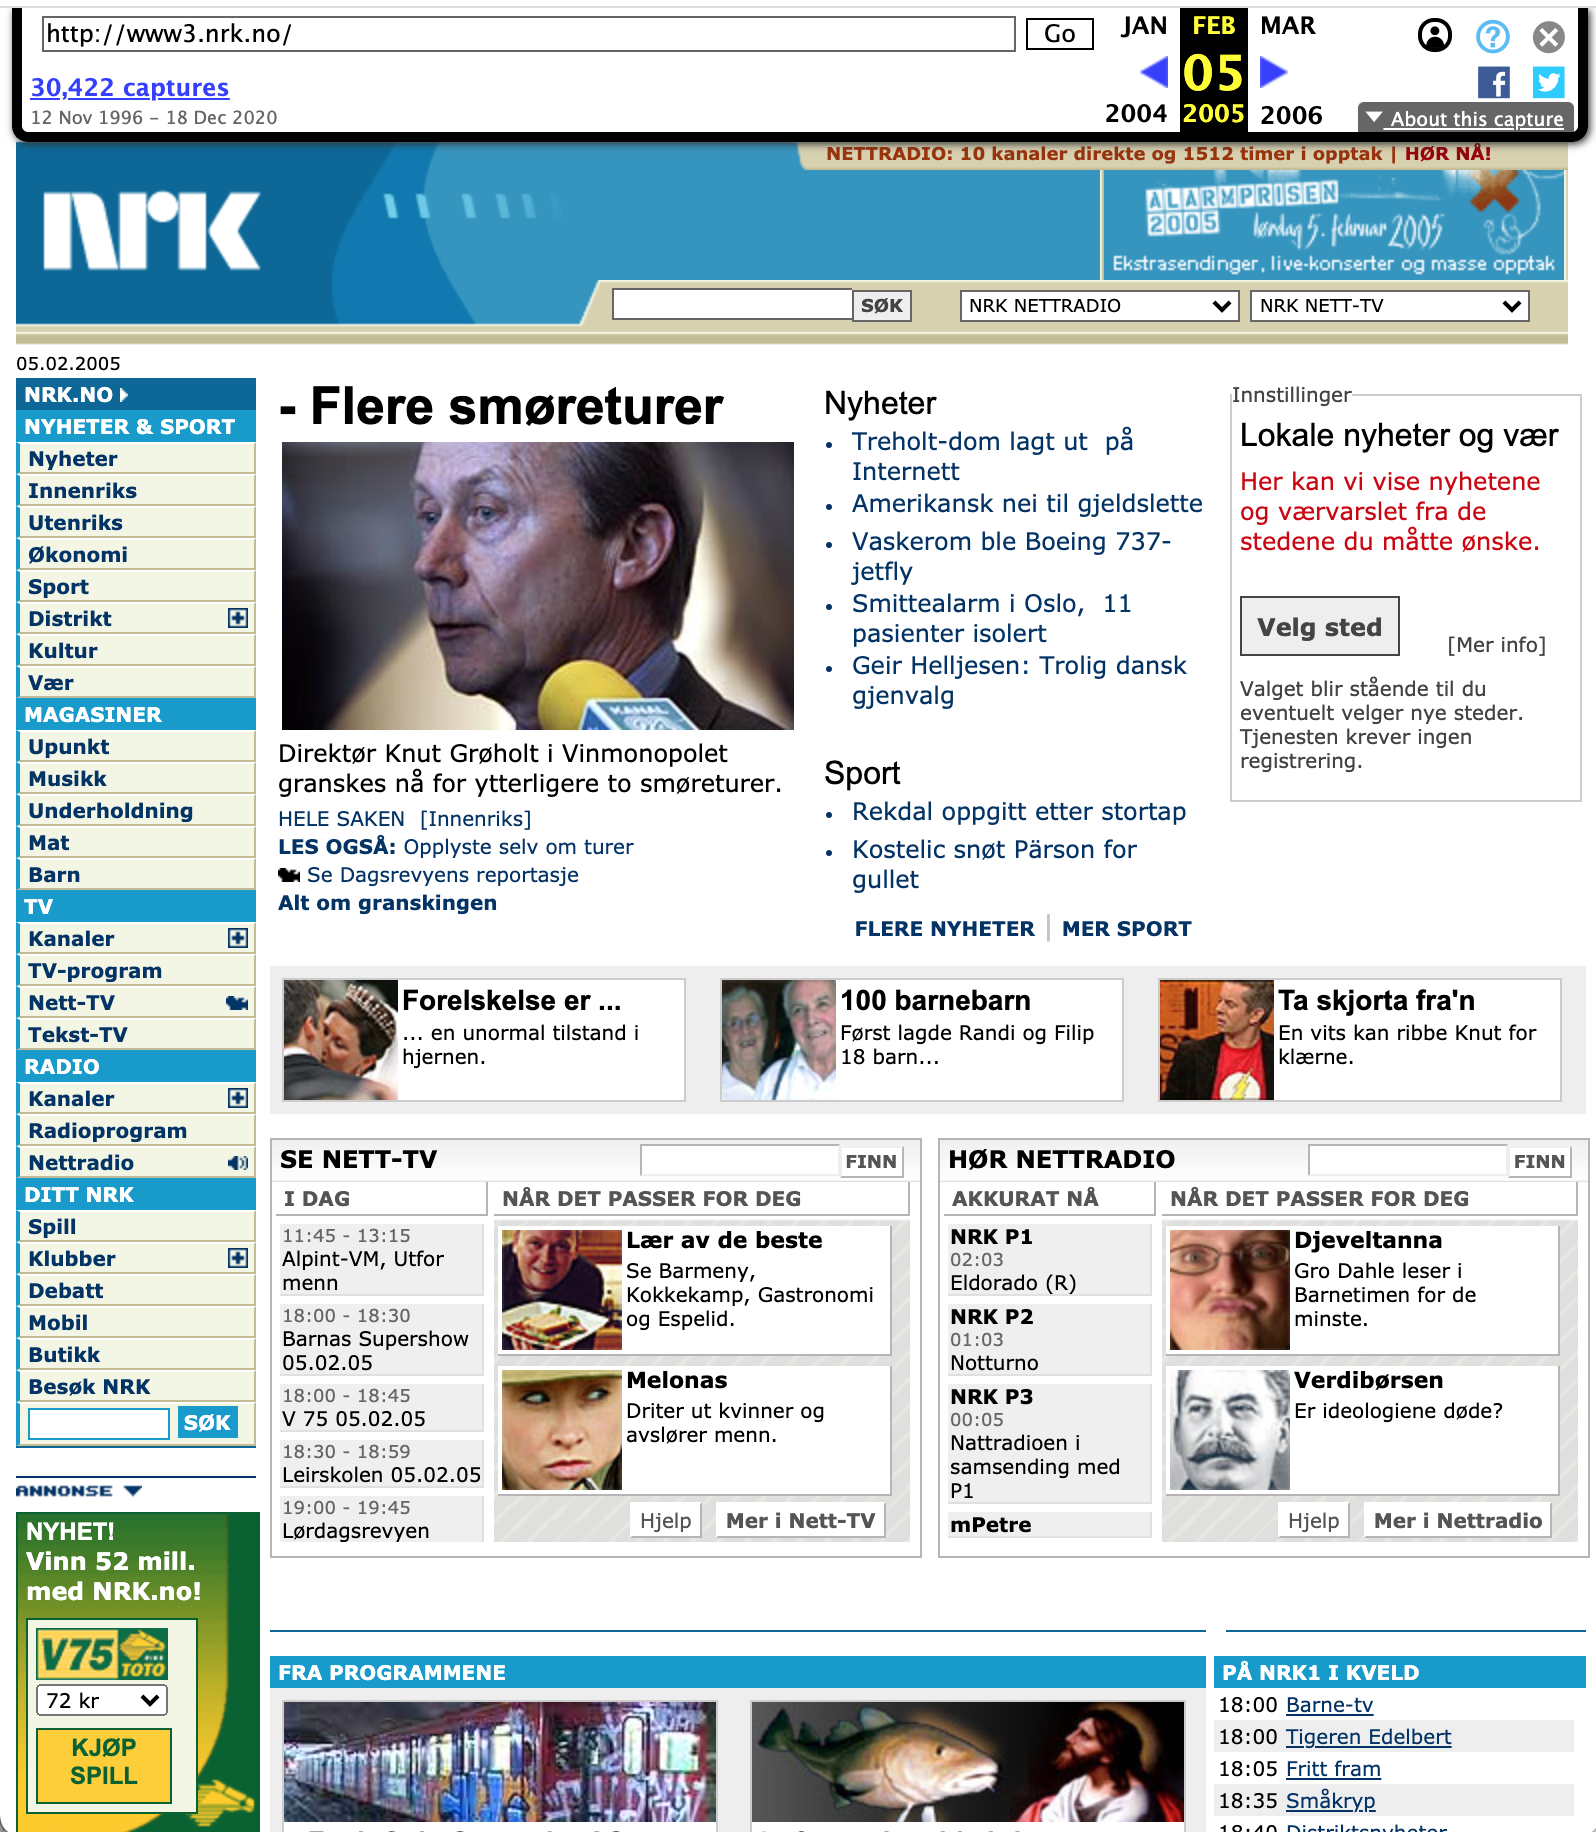 http://www3.nrk.no/
Go
JAN
FEB
MAR
05
2004
2005
2006
30,422 captures
12 Nov 1996 – 18 Dec 2020
About this capture
NETTRADIO: 10 kanaler direkte og 1512 timer i opptak | HØR NÅ!
nrk
ALARMPRISEN
2005
lørdag 5. februar 2005
Ekstrasendinger, live-konserter og masse opptak
SØK
NRK NETTRADIO
NRK NETT-TV
05.02.2005
NRK.NO
NYHETER & SPORT
Nyheter
Innenriks
Utenriks
Økonomi
Sport
Distrikt
Kultur
Vær
MAGASINER
Upunkt
Musikk
Underholdning
Mat
Barn
TV
Kanaler
TV-program
Nett-TV
Tekst-TV
RADIO
Kanaler
Radioprogram
Nettradio
DITT NRK
Spill
Klubber
Debatt
Mobil
Butikk
Besøk NRK
SØK
ANNONSE
NYHET!
Vinn 52 mill.
med NRK.no!
V75
RIKS
TOTO
72 kr
KJØP
SPILL
- Flere smøreturer
KANAL
24
Direktør Knut Grøholt i Vinmonopolet
granskes nå for ytterligere to smøreturer.
HELE SAKEN [Innenriks]
LES OGSÅ: Opplyste selv om turer
Se Dagsrevyens reportasje
Alt om granskingen
Nyheter
• Treholt-dom lagt ut på
Internett
• Amerikansk nei til gjeldslette
• Vaskerom ble Boeing 737-
jetfly
• Smittealarm i Oslo, 11
pasienter isolert
• Geir Helljesen: Trolig dansk
gjenvalg
Sport
• Rekdal oppgitt etter stortap
• Kostelic snøt Pärson for
gullet
FLERE NYHETER | MER SPORT
Innstillinger
Lokale nyheter og vær
Her kan vi vise nyhetene
og værvarslet fra de
stedene du måtte ønske.
Velg sted
[Mer info]
Valget blir stående til du
eventuelt velger nye steder.
Tjenesten krever ingen
registrering.
Forelskelse er ...
... en unormal tilstand i
hjernen.
100 barnebarn
Først lagde Randi og Filip
18 barn...
Ta skjorta fra'n
En vits kan ribbe Knut for
klærne.
SE NETT-TV
FINN
I DAG
NÅR DET PASSER FOR DEG
11:45 - 13:15
Alpint-VM, Utfor
menn
18:00 - 18:30
Barnas Supershow
05.02.05
18:00 - 18:45
V 75 05.02.05
18:30 - 18:59
Leirskolen 05.02.05
19:00 - 19:45
Lørdagsrevyen
Lær av de beste
Se Barmeny,
Kokkekamp, Gastronomi
og Espelid.
Melonas
Driter ut kvinner og
avslører menn.
Hjelp
Mer i Nett-TV
HØR NETTRADIO
FINN
AKKURAT NÅ
NÅR DET PASSER FOR DEG
NRK P1
02:03
Eldorado (R)
NRK P2
01:03
Notturno
NRK P3
00:05
Nattradioen i
samsending med
P1
mPetre
Djeveltanna
Gro Dahle leser i
Barnetimen for de
minste.
Verdibørsen
Er ideologiene døde?
Hjelp
Mer i Nettradio
FRA PROGRAMMENE
PÅ NRK1 I KVELD
18:00 Barne-tv
18:00 Tigeren Edelbert
18:05 Fritt fram
18:35 Småkryp
18:40 Distriktsnyheter